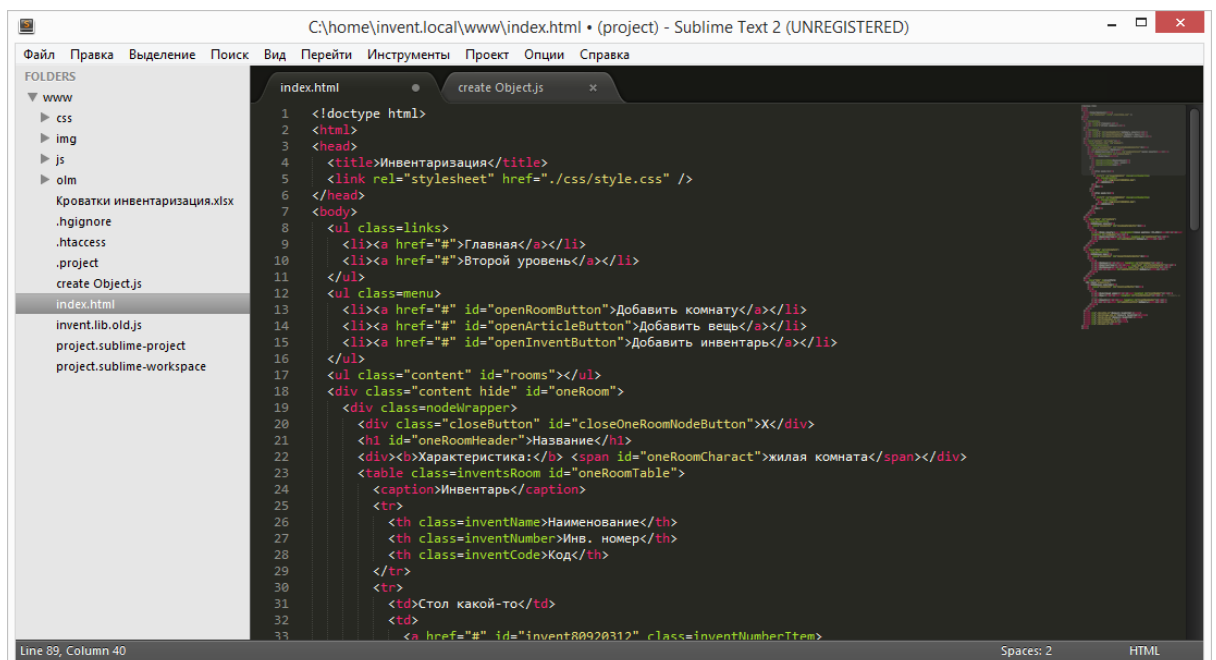 C:\home\invent.local\www\index.html • (project) - Sublime Text 2 (UNREGISTERED)
Файл Правка Выделение Поиск Вид Перейти Инструменты Проект Опции Справка
FOLDERS
www
css
img
js
olm
Кроватки инвентаризация.xlsx
.hgignore
.htaccess
.project
create Object.js
index.html
invent.lib.old.js
project.sublime-project
project.sublime-workspace
index.html create Object.js
1 <!doctype html>
2 <html>
3 <head>
4 <title>Инвентаризация</title>
5 <link rel="stylesheet" href="./css/style.css" />
6 </head>
7 <body>
8 <ul class=links>
9 <li><a href="#">Главная</a></li>
10 <li><a href="#">Второй уровень</a></li>
11 </ul>
12 <ul class=menu>
13 <li><a href="#" id="openRoomButton">Добавить комнату</a></li>
14 <li><a href="#" id="openArticleButton">Добавить вещь</a></li>
15 <li><a href="#" id="openInventButton">Добавить инвентарь</a></li>
16 </ul>
17 <ul class="content" id="rooms"></ul>
18 <div class="content hide" id="oneRoom">
19 <div class=nodeWrapper>
20 <div class="closeButton" id="closeOneRoomNodeButton">X</div>
21 <h1 id="oneRoomHeader">Название</h1>
22 <div><b>Характеристика:</b> <span id="oneRoomCharact">жилая комната</span></div>
23 <table class=inventsRoom id="oneRoomTable">
24 <caption>Инвентарь</caption>
25 <tr>
26 <th class=inventName>Наименование</th>
27 <th class=inventNumber>Инв. номер</th>
28 <th class=inventCode>Код</th>
29 </tr>
30 <tr>
31 <td>Стол какой-то</td>
32 <td>
33 <a href="#" id="invent80920312" class=inventNumberItem>
Line 89, Column 40 Spaces: 2 HTML